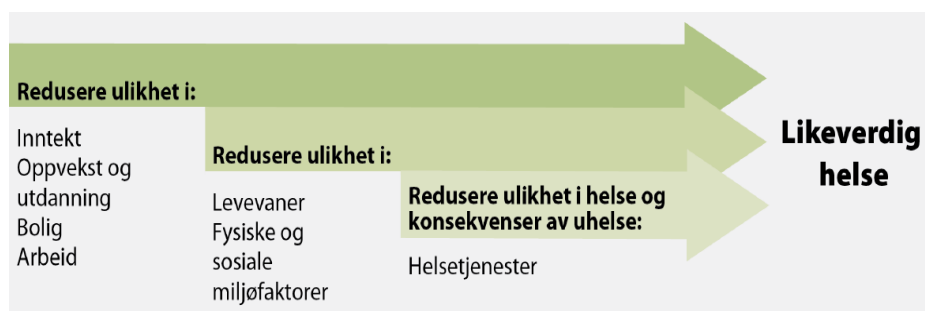 Redusere ulikhet i:
Inntekt
Oppvekst og
utdanning
Bolig
Arbeid
Redusere ulikhet i:
Levevaner
Fysiske og
sosiale
miljøfaktorer
Redusere ulikhet i helse og
konsekvenser av uhelse:
Helsetjenester
Likeverdig
helse